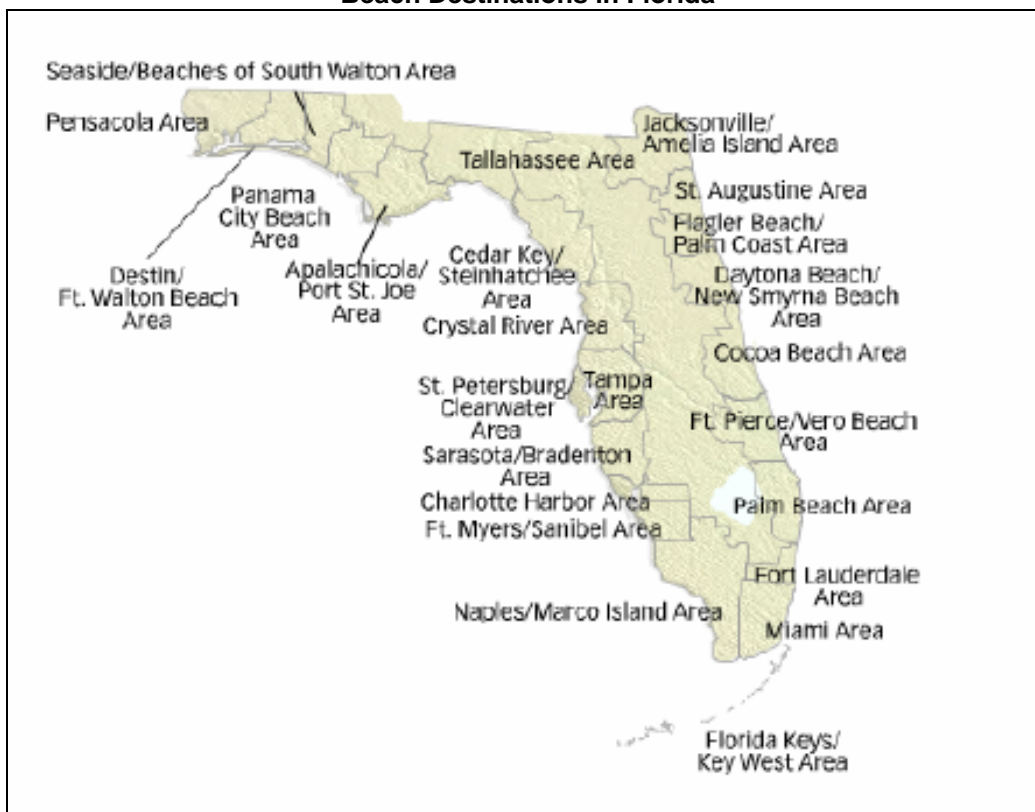 Beach Destinations in Florida
Seaside/Beaches of South Walton Area
Pensacola Area
Jacksonville/
Amelia Island Area
Tallahassee Area
St. Augustine Area
Panama
City Beach
Area
Flagler Beach/
Palm Coast Area
Destin/
Ft. Walton Beach
Area
Apalachicola/
Port St. Joe
Area
Cedar Key/
Steinhatchee
Area
Daytona Beach/
New Smyrna Beach
Area
Crystal River Area
Cocoa Beach Area
St. Petersburg/
Clearwater
Area
Tampa
Area
Ft. Pierce/Vero Beach
Area
Sarasota/Bradenton
Area
Charlotte Harbor Area
Palm Beach Area
Ft. Myers/Sanibel Area
Fort Lauderdale
Area
Naples/Marco Island Area
Miami Area
Florida Keys/
Key West Area